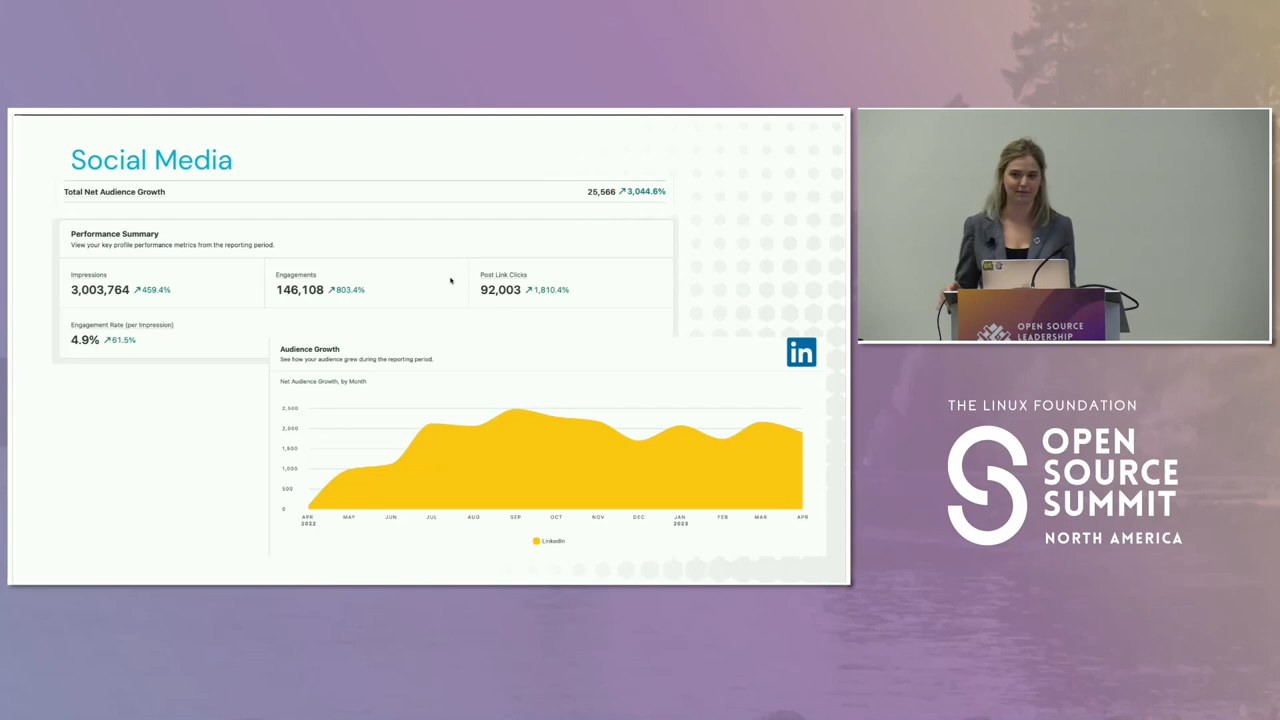 Social Media
Total Net Audience Growth 25,566 ↗3,044.6%
Performance Summary
View your key profile performance metrics from the reporting period.
Impressions Engagements Post Link Clicks
3,003,764 ↗459.4% 146,108 ↗803.4% 92,003 ↗1,810.4%
Engagement Rate (per Impression)
4.9% ↗61.5%
Audience Growth
See how your audience grew during the reporting period.
in
Net Audience Growth, by Month
2,500
2,000
1,500
1,000
500
0
APR MAY JUN JUL AUG SEP OCT NOV DEC JAN FEB MAR APR
2022 2023
LinkedIn
OPEN SOURCE
LEADERSHIP
THE LINUX FOUNDATION
OPEN
SOURCE
SUMMIT
NORTH AMERICA